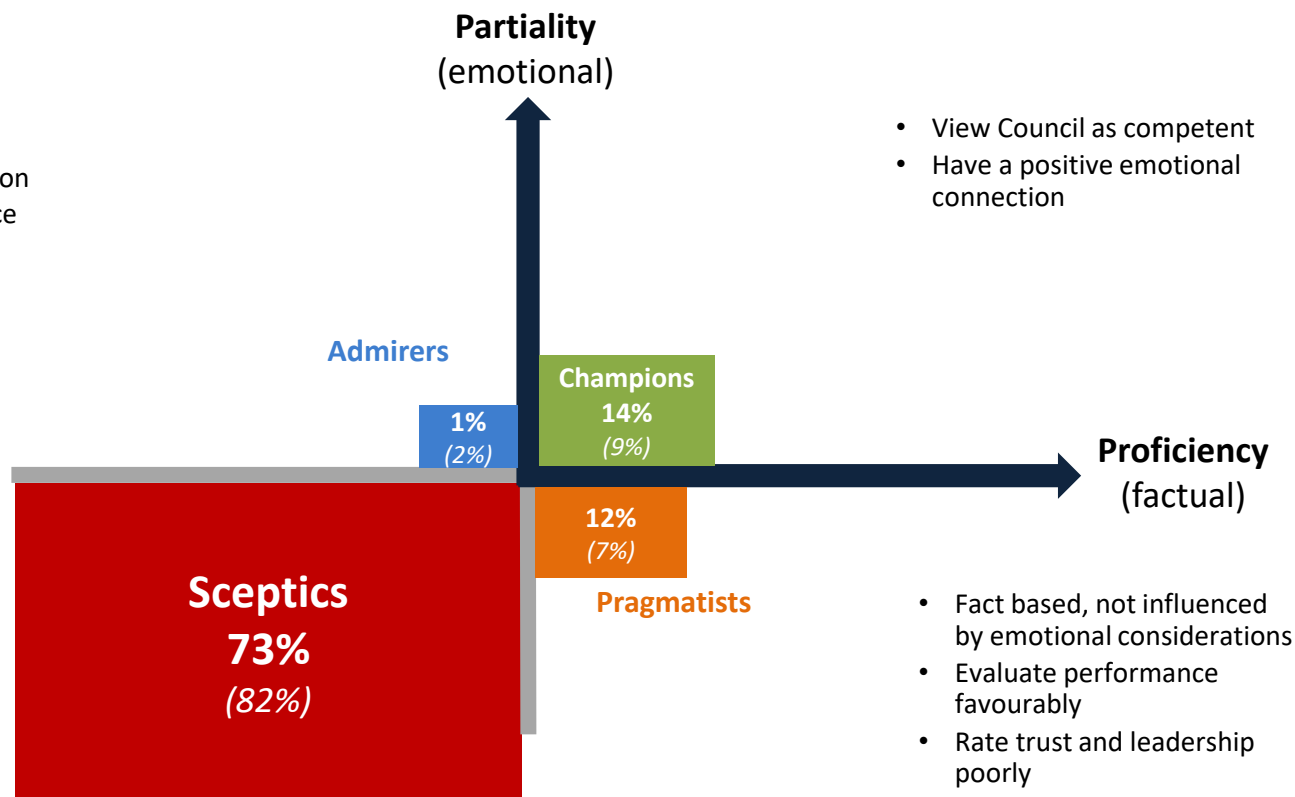 Partiality
(emotional)
• View Council as competent
• Have a positive emotional
connection
on
ce
Admirers
1%
(2%)
Champions
14%
(9%)
Proficiency
(factual)
12%
(7%)
Pragmatists
Sceptics
73%
(82%)
• Fact based, not influenced
by emotional considerations
• Evaluate performance
favourably
• Rate trust and leadership
poorly